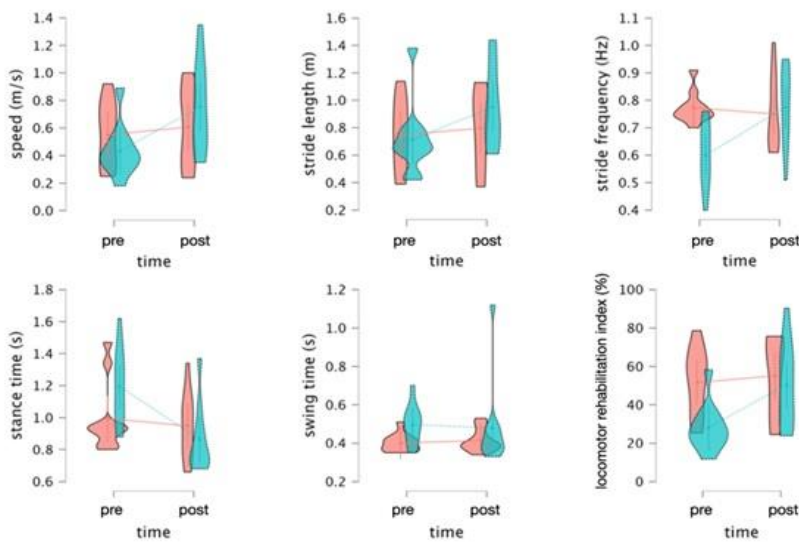 speed (m/s)
1.4
1.2
1.0
0.8
0.6
0.4
0.2
0.0
pre
post
time
stride length (m)
1.6
1.4
1.2
1.0
0.8
0.6
0.4
0.2
pre
post
time
stride frequency (Hz)
1.1
1.0
0.9
0.8
0.7
0.6
0.5
0.4
pre
post
time
stance time (s)
1.8
1.6
1.4
1.2
1.0
0.8
0.6
pre
post
time
swing time (s)
1.2
1.0
0.8
0.6
0.4
0.2
pre
post
time
locomotor rehabilitation index (%)
100
80
60
40
20
0
pre
post
time